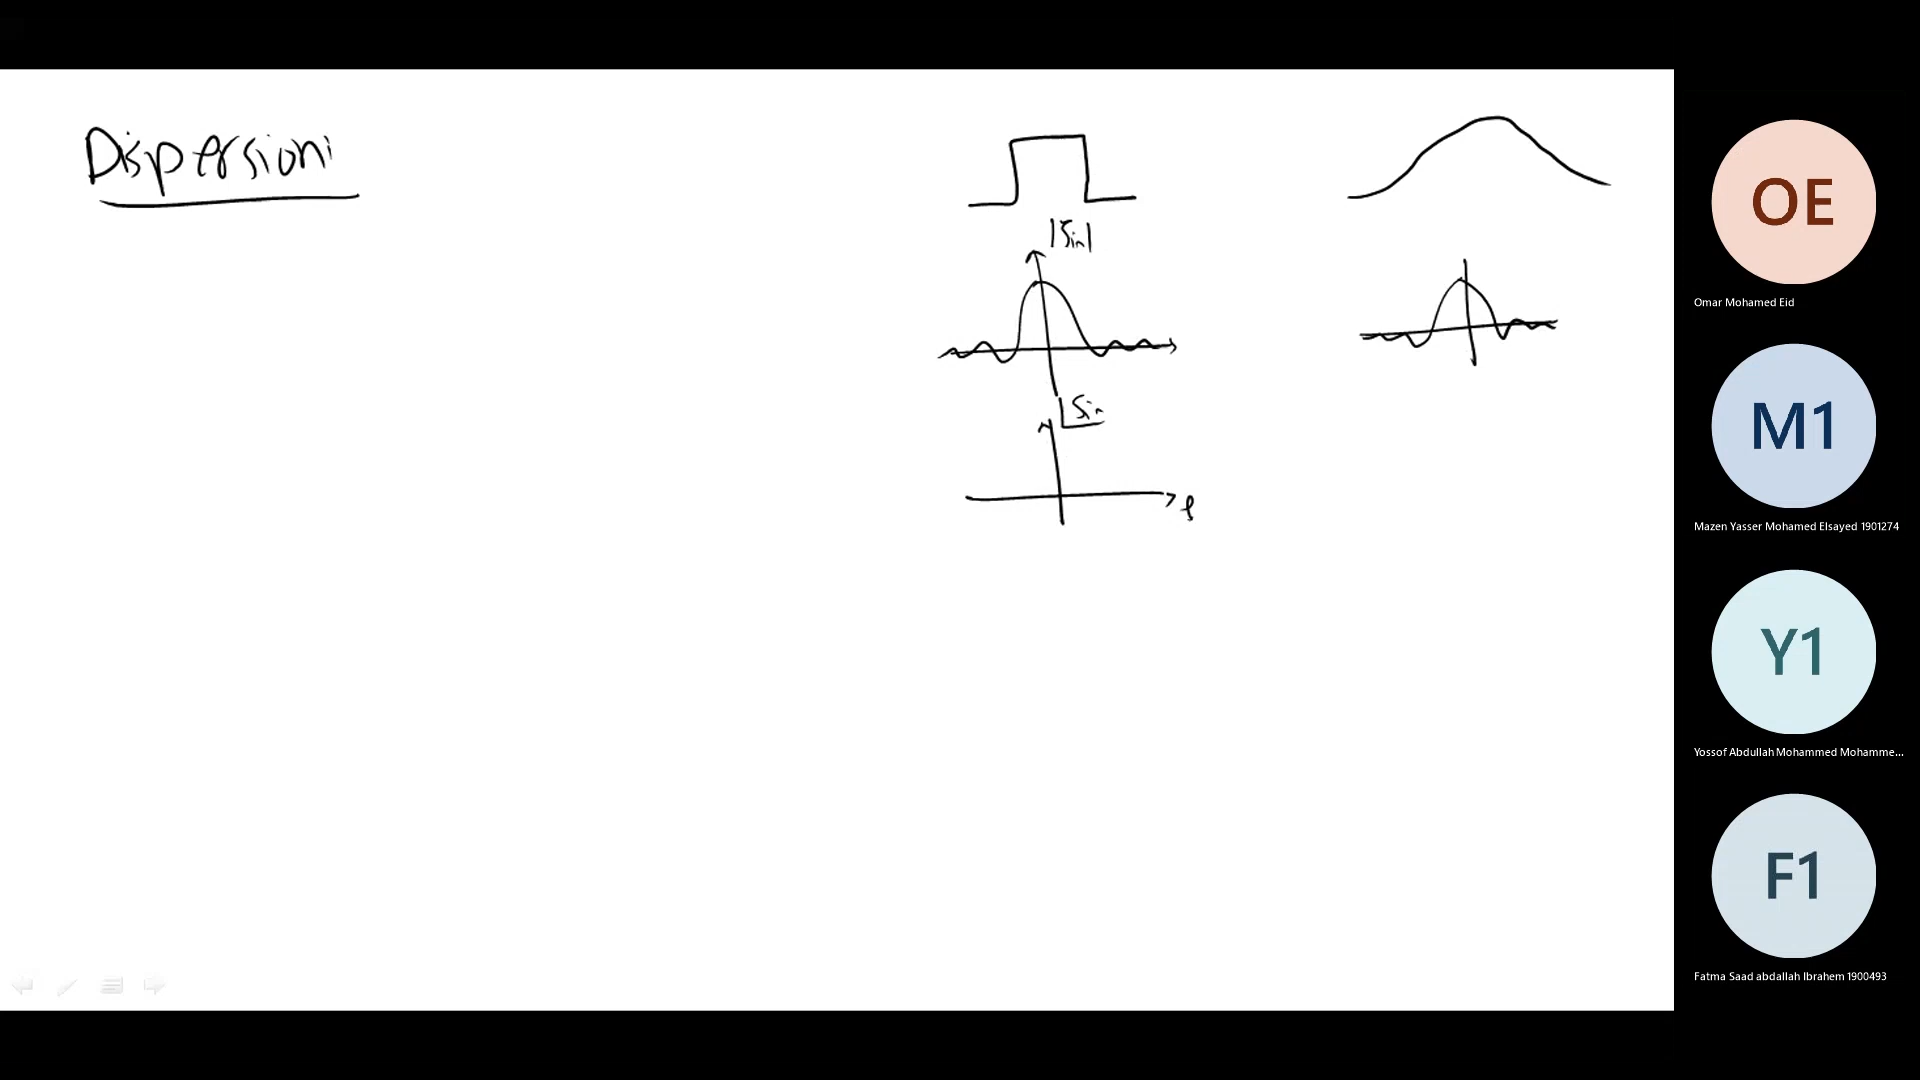 Dispersion:
|Sin|
∠Sin
f
OE
Omar Mohamed Eid
M1
Mazen Yasser Mohamed Elsayed 1901274
Y1
Yossof Abdullah Mohammed Mohamme...
F1
Fatma Saad abdallah Ibrahem 1900493